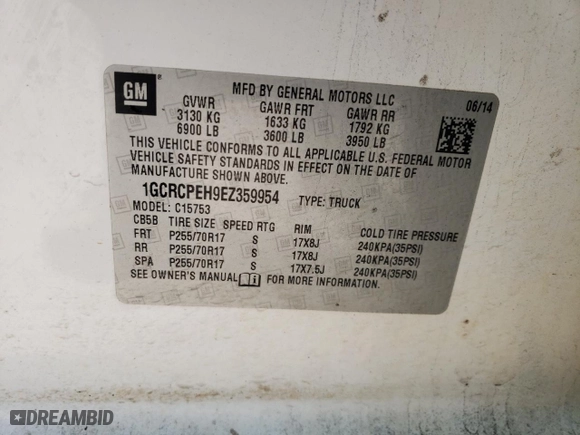 GM
MFD BY GENERAL MOTORS LLC 06/14
GVWR GAWR FRT GAWR RR
3130 KG 1633 KG 1792 KG
6900 LB 3600 LB 3950 LB
THIS VEHICLE CONFORMS TO ALL APPLICABLE U.S. FEDERAL MOTOR
VEHICLE SAFETY STANDARDS IN EFFECT ON THE DATE OF
MANUFACTURE SHOWN ABOVE.
1GCRCPEH9EZ359954 TYPE: TRUCK
MODEL: C15753
CB5B TIRE SIZE SPEED RTG RIM COLD TIRE PRESSURE
FRT P255/70R17 S 17X8J 240KPA(35PSI)
RR P255/70R17 S 17X8J 240KPA(35PSI)
SPA P255/70R17 S 17X7.5J 240KPA(35PSI)
SEE OWNER'S MANUAL FOR MORE INFORMATION.
DREAMBID